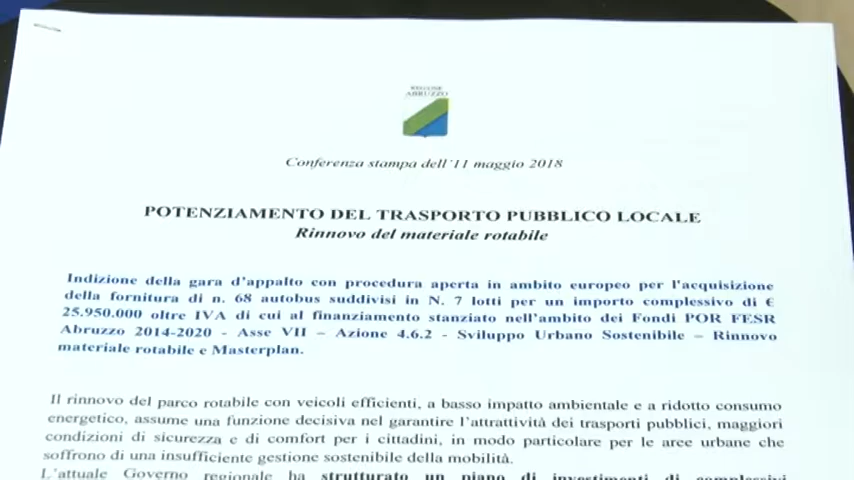 REGIONE
ABRUZZO
Conferenza stampa dell'11 maggio 2018
POTENZIAMENTO DEL TRASPORTO PUBBLICO LOCALE
Rinnovo del materiale rotabile
Indizione della gara d'appalto con procedura aperta in ambito europeo per l'acquisizione
della fornitura di n. 68 autobus suddivisi in N. 7 lotti per un importo complessivo di €
25.950.000 oltre IVA di cui al finanziamento stanziato nell'ambito dei Fondi POR FESR
Abruzzo 2014-2020 - Asse VII – Azione 4.6.2 - Sviluppo Urbano Sostenibile – Rinnovo
materiale rotabile e Masterplan.
Il rinnovo del parco rotabile con veicoli efficienti, a basso impatto ambientale e a ridotto consumo
energetico, assume una funzione decisiva nel garantire l'attrattività dei trasporti pubblici, maggiori
condizioni di sicurezza e di comfort per i cittadini, in modo particolare per le aree urbane che
soffrono di una insufficiente gestione sostenibile della mobilità.
L'attuale Governo regionale ha strutturato un piano di investimenti di complessivi